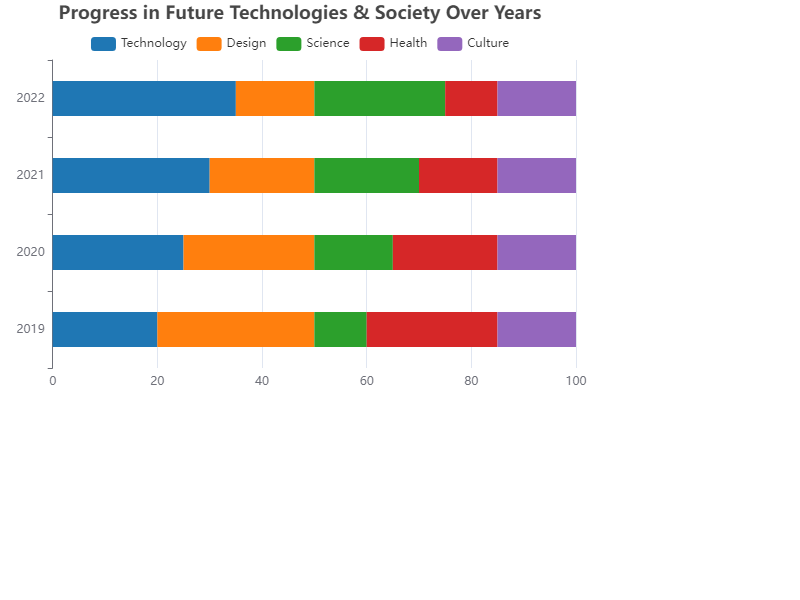 Progress in Future Technologies & Society Over Years
Technology Design Science Health Culture
2022
2021
2020
2019
0 20 40 60 80 100